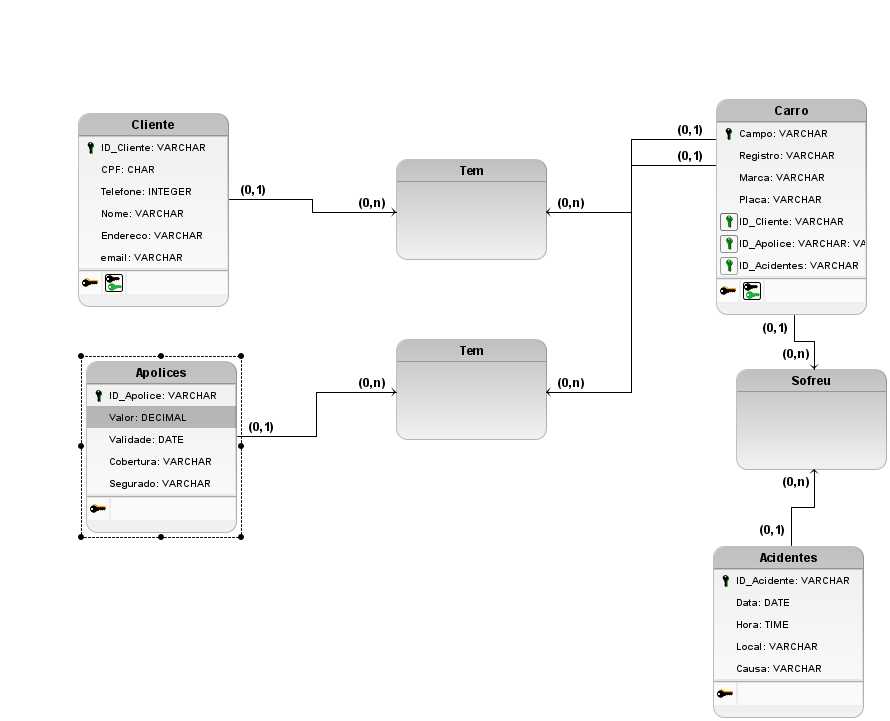 Cliente
ID_Cliente: VARCHAR
CPF: CHAR
Telefone: INTEGER
Nome: VARCHAR
Endereco: VARCHAR
email: VARCHAR
(0,1)
(0,n)
Tem
(0,n)
(0,1)
(0,1)
Carro
Campo: VARCHAR
Registro: VARCHAR
Marca: VARCHAR
Placa: VARCHAR
ID_Cliente: VARCHAR
ID_Apolice: VARCHAR: VA
ID_Acidentes: VARCHAR
(0,1)
(0,n)
Apolices
ID_Apolice: VARCHAR
Valor: DECIMAL
Validade: DATE
Cobertura: VARCHAR
Segurado: VARCHAR
(0,1)
(0,n)
Tem
(0,n)
Sofreu
(0,n)
(0,1)
Acidentes
ID_Acidente: VARCHAR
Data: DATE
Hora: TIME
Local: VARCHAR
Causa: VARCHAR